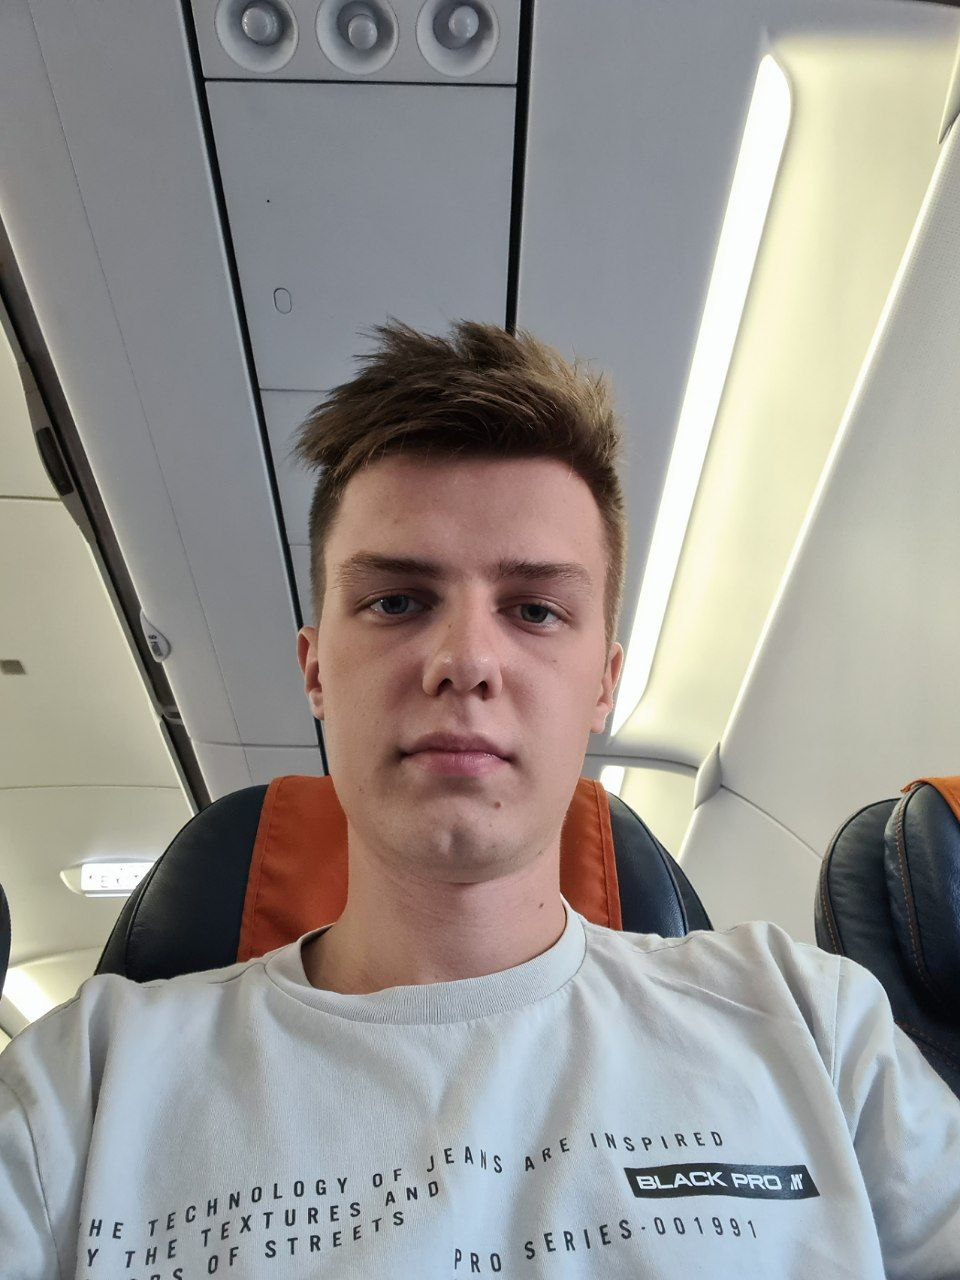 HE TECHNOLOGY OF JEANS ARE INSPIRED
Y THE TEXTURES AND
OF STREETS
BLACK PRO
PRO SERIES-001991